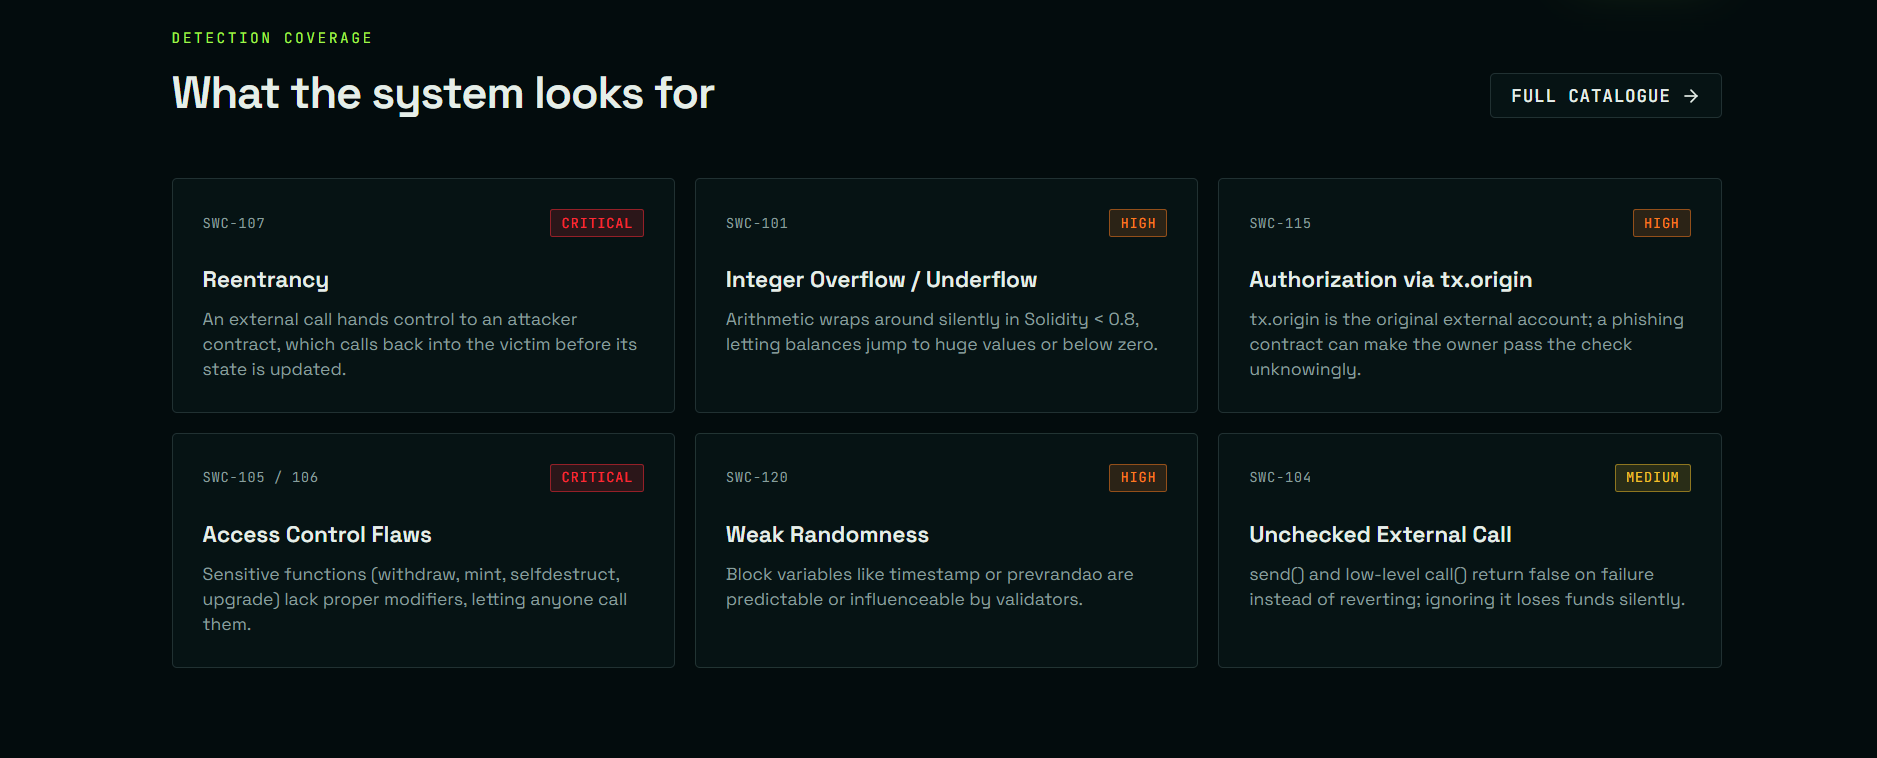 DETECTION COVERAGE
What the system looks for
FULL CATALOGUE →
SWC-107
CRITICAL
Reentrancy
An external call hands control to an attacker
contract, which calls back into the victim before its
state is updated.
SWC-101
HIGH
Integer Overflow / Underflow
Arithmetic wraps around silently in Solidity < 0.8,
letting balances jump to huge values or below zero.
SWC-115
HIGH
Authorization via tx.origin
tx.origin is the original external account; a phishing
contract can make the owner pass the check
unknowingly.
SWC-105 / 106
CRITICAL
Access Control Flaws
Sensitive functions (withdraw, mint, selfdestruct,
upgrade) lack proper modifiers, letting anyone call
them.
SWC-120
HIGH
Weak Randomness
Block variables like timestamp or prevrandao are
predictable or influenceable by validators.
SWC-104
MEDIUM
Unchecked External Call
send() and low-level call() return false on failure
instead of reverting; ignoring it loses funds silently.